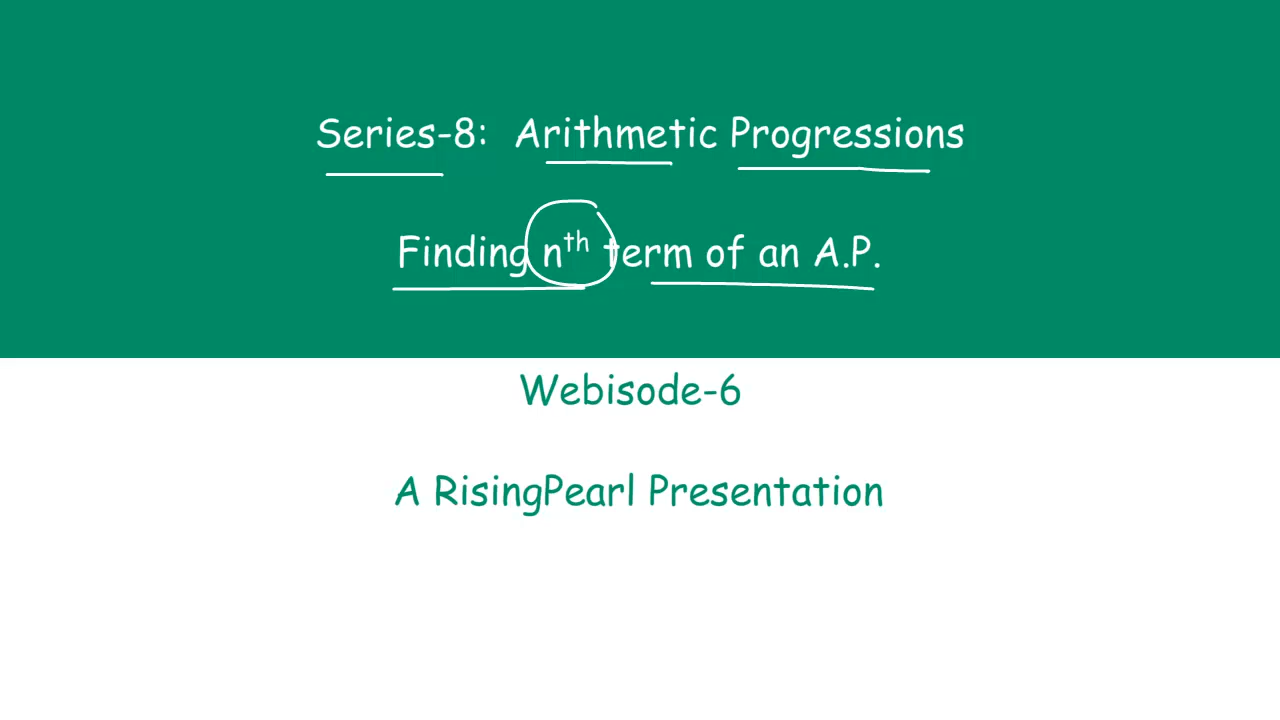 Series-8: Arithmetic Progressions
Finding nth term of an A.P.
Webisode-6
A RisingPearl Presentation